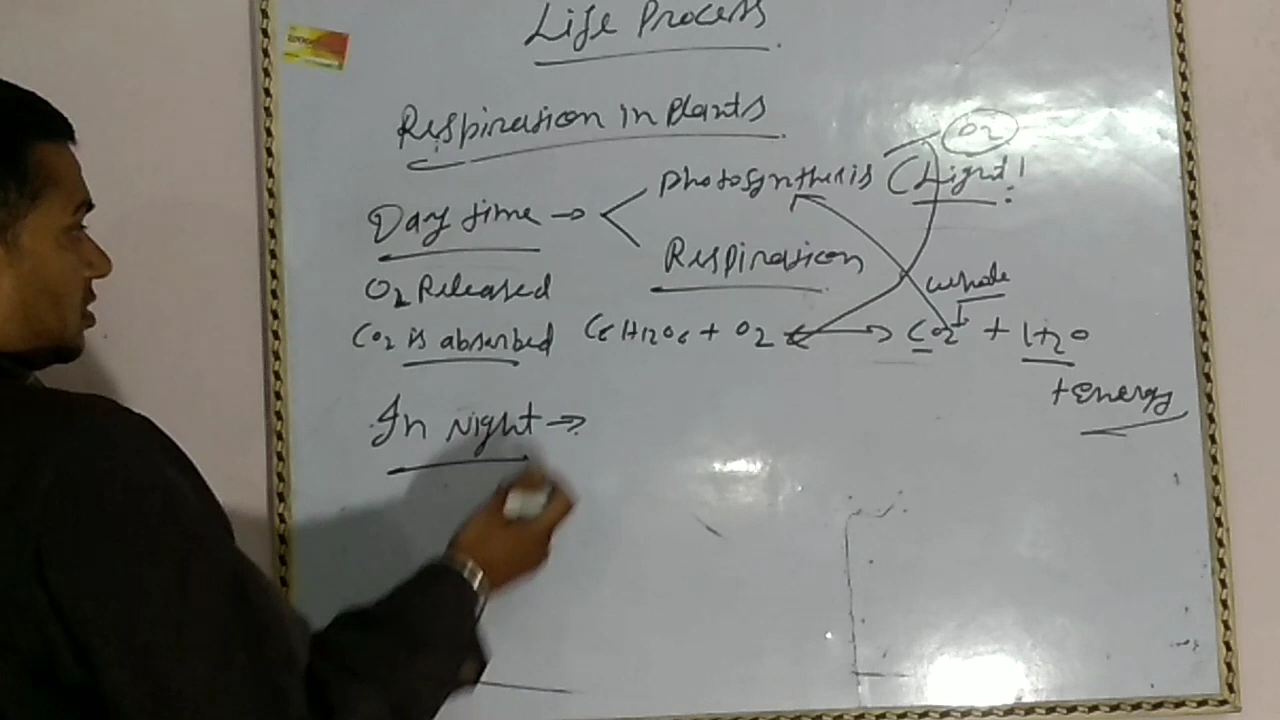 Life Process
Respiration In Plants
O2
Photosynthesis (Light!
Day time →
Respiration
O2 Released
whole
CO2 is absorbed C6H12O6 + O2 ↔ CO2 + H2O
+ Energy
In Night →